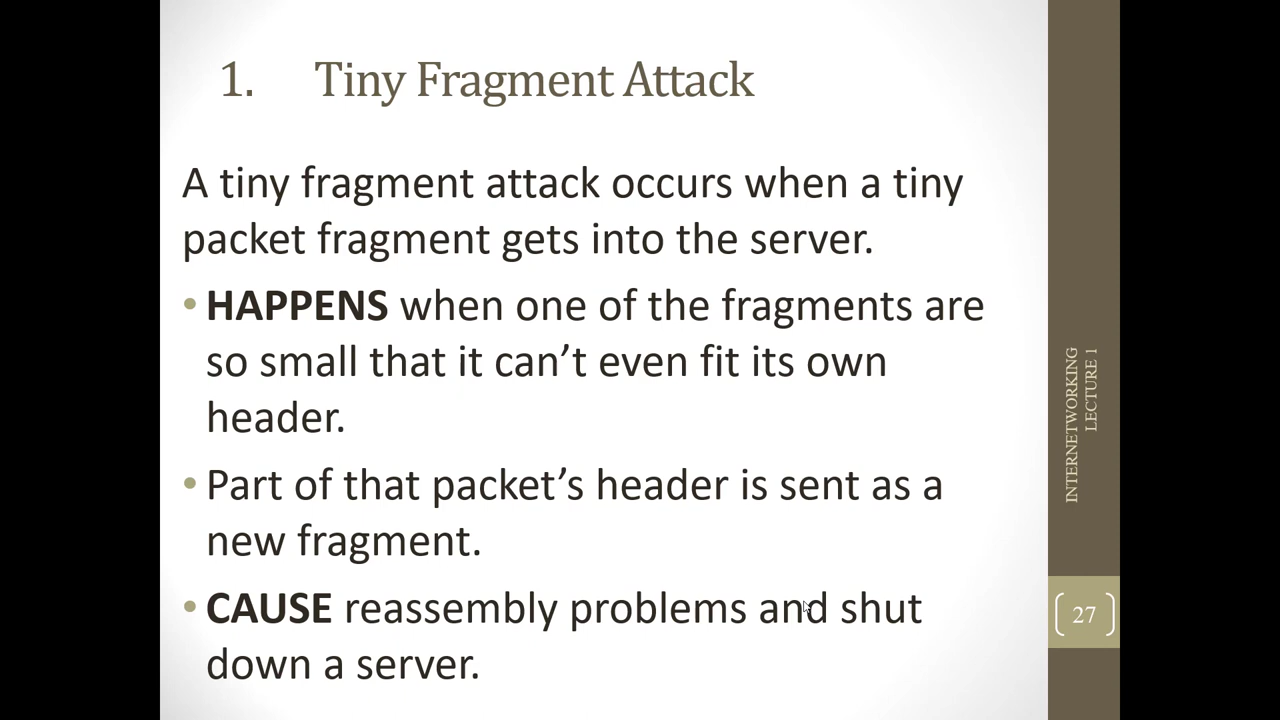 1. Tiny Fragment Attack
A tiny fragment attack occurs when a tiny
packet fragment gets into the server.
• HAPPENS when one of the fragments are
so small that it can’t even fit its own
header.
• Part of that packet’s header is sent as a
new fragment.
• CAUSE reassembly problems and shut
down a server.
INTERNETWORKING
LECTURE 1
27